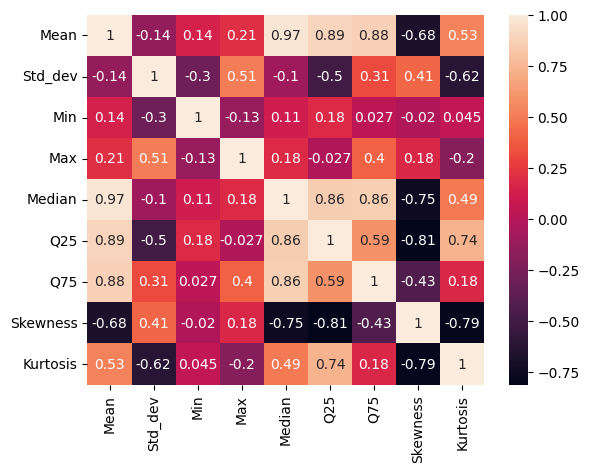 Mean 1 -0.14 0.14 0.21 0.97 0.89 0.88 -0.68 0.53
Std_dev -0.14 1 -0.3 0.51 -0.1 -0.5 0.31 0.41 -0.62
Min 0.14 -0.3 1 -0.13 0.11 0.18 0.027 -0.02 0.045
Max 0.21 0.51 -0.13 1 0.18 -0.027 0.4 0.18 -0.2
Median 0.97 -0.1 0.11 0.18 1 0.86 0.86 -0.75 0.49
Q25 0.89 -0.5 0.18 -0.027 0.86 1 0.59 -0.81 0.74
Q75 0.88 0.31 0.027 0.4 0.86 0.59 1 -0.43 0.18
Skewness -0.68 0.41 -0.02 0.18 -0.75 -0.81 -0.43 1 -0.79
Kurtosis 0.53 -0.62 0.045 -0.2 0.49 0.74 0.18 -0.79 1
Mean Std_dev Min Max Median Q25 Q75 Skewness Kurtosis
1.00
0.75
0.50
0.25
0.00
−0.25
−0.50
−0.75